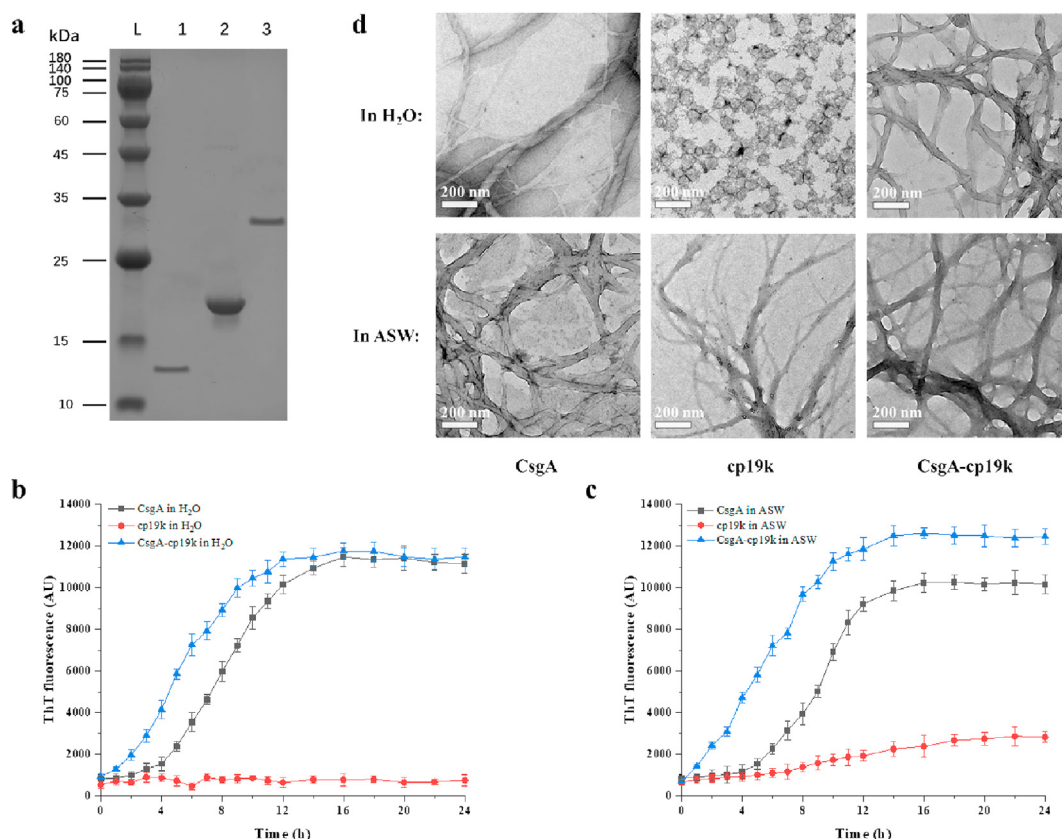 a
kDa
L 1 2 3
180
140
100
75
60
45
35
25
15
10
d
In H₂O:
200 nm 200 nm 200 nm
In ASW:
200 nm 200 nm 200 nm
CsgA cp19k CsgA-cp19k
b
CsgA in H₂O
cp19k in H₂O
CsgA-cp19k in H₂O
ThT fluorescence (AU)
14000
12000
10000
8000
6000
4000
2000
0
0 4 8 12 16 20 24
Time (h)
c
CsgA in ASW
cp19k in ASW
CsgA-cp19k in ASW
ThT fluorescence (AU)
14000
12000
10000
8000
6000
4000
2000
0
0 4 8 12 16 20 24
Time (h)